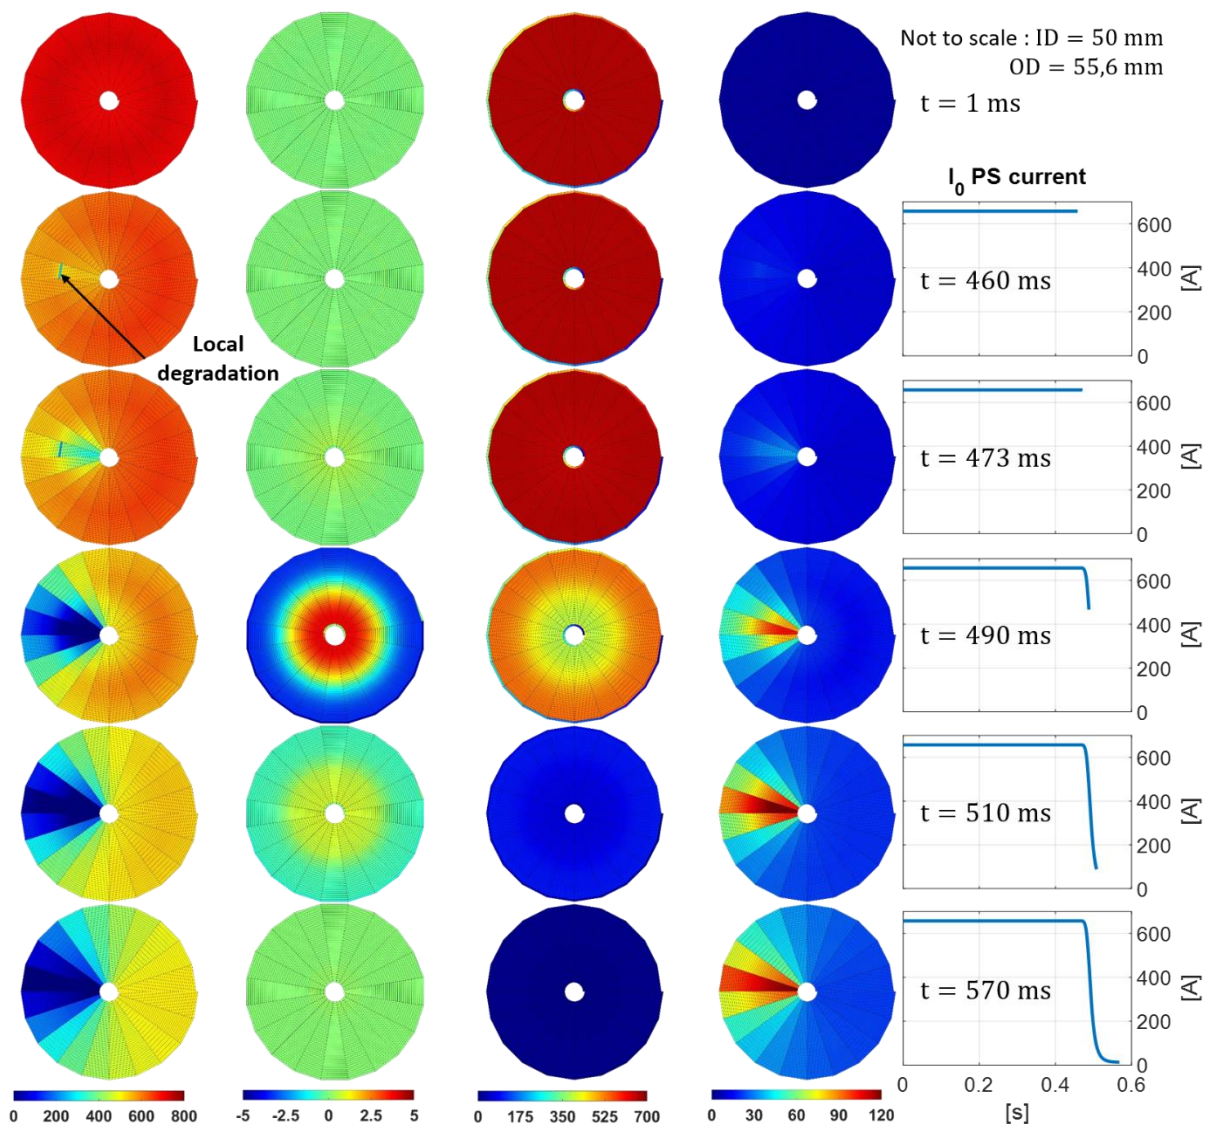 Not to scale : ID = 50 mm
OD = 55,6 mm
t = 1 ms
I0 PS current
600
400
200
0
[A]
t = 460 ms
Local
degradation
600
400
200
0
[A]
t = 473 ms
600
400
200
0
[A]
t = 490 ms
600
400
200
0
[A]
t = 510 ms
600
400
200
0
[A]
t = 570 ms
0 0.2 0.4 0.6
[s]
0 200 400 600 800
-5 -2.5 0 2.5 5
0 175 350 525 700
0 30 60 90 120